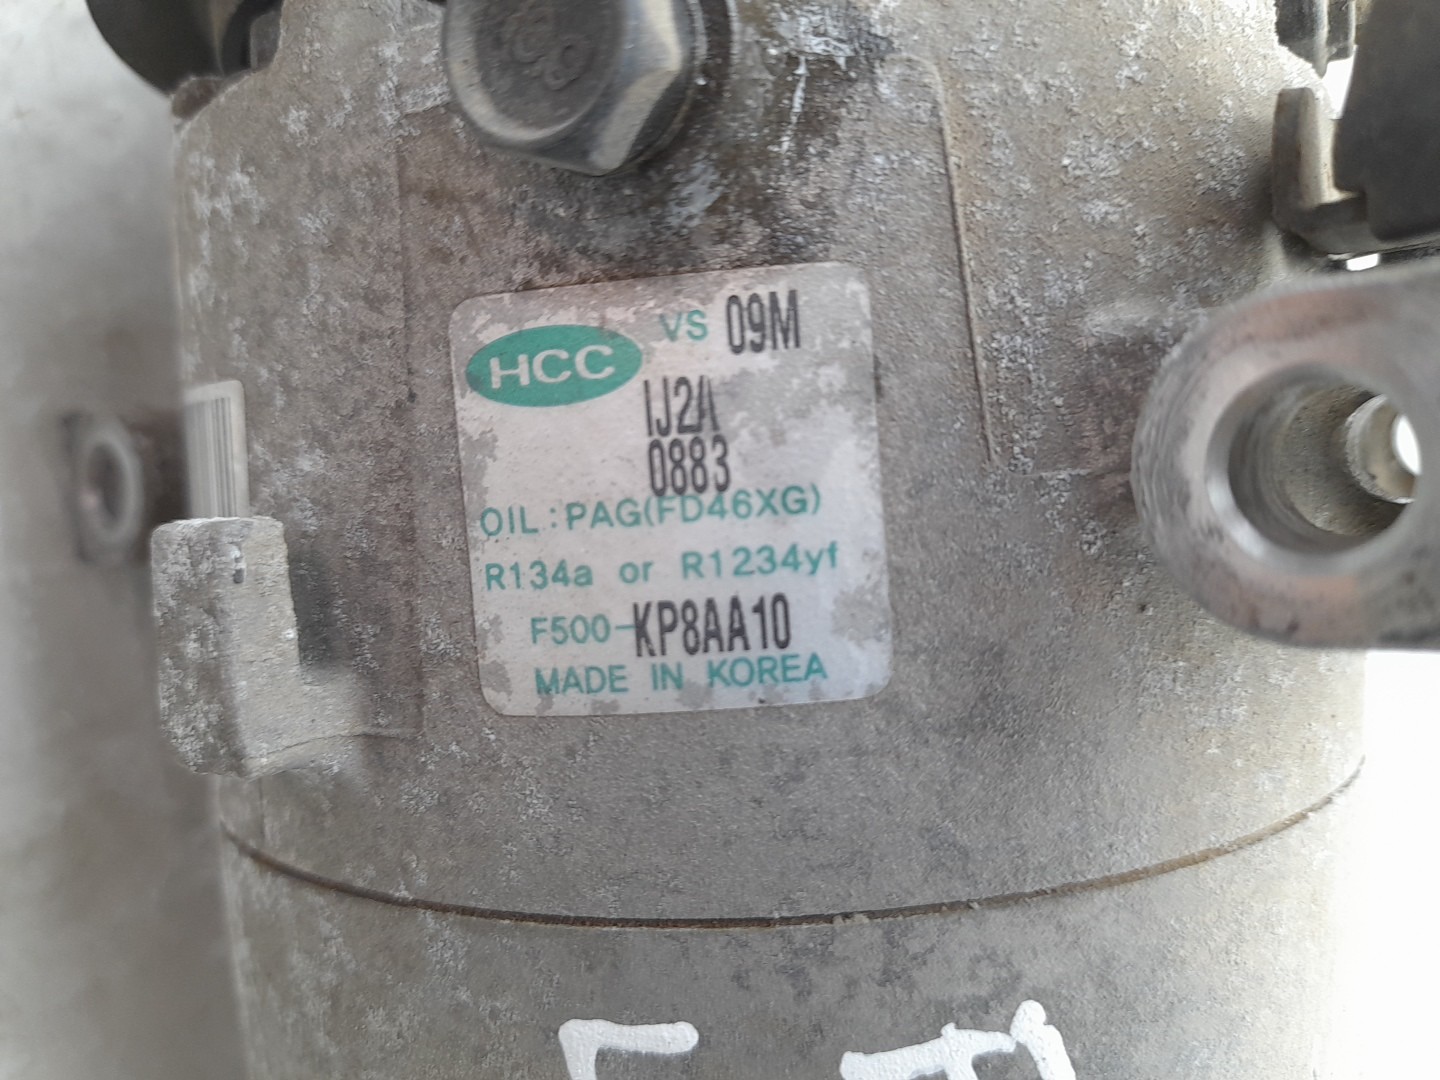 HCC VS 09M
IJ2A
0883
OIL:PAG(FD46XG)
R134a or R1234yf
F500-KP8AA10
MADE IN KOREA